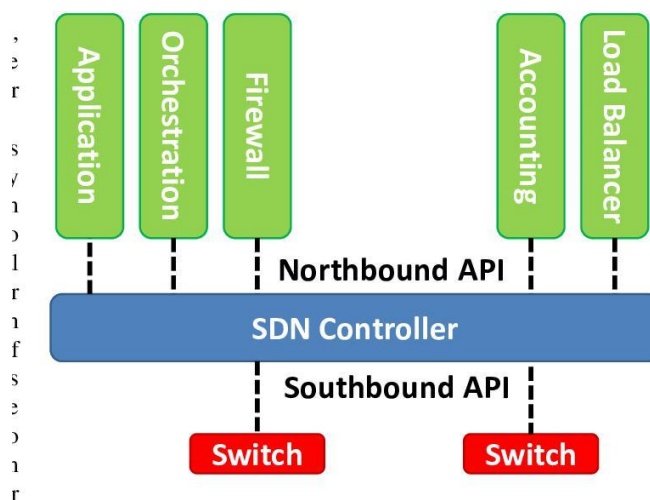 Application
Orchestration
Firewall
Accounting
Load Balancer
Northbound API
SDN Controller
Southbound API
Switch
Switch
,
e
r
s
y
l
r
f
s
e
r